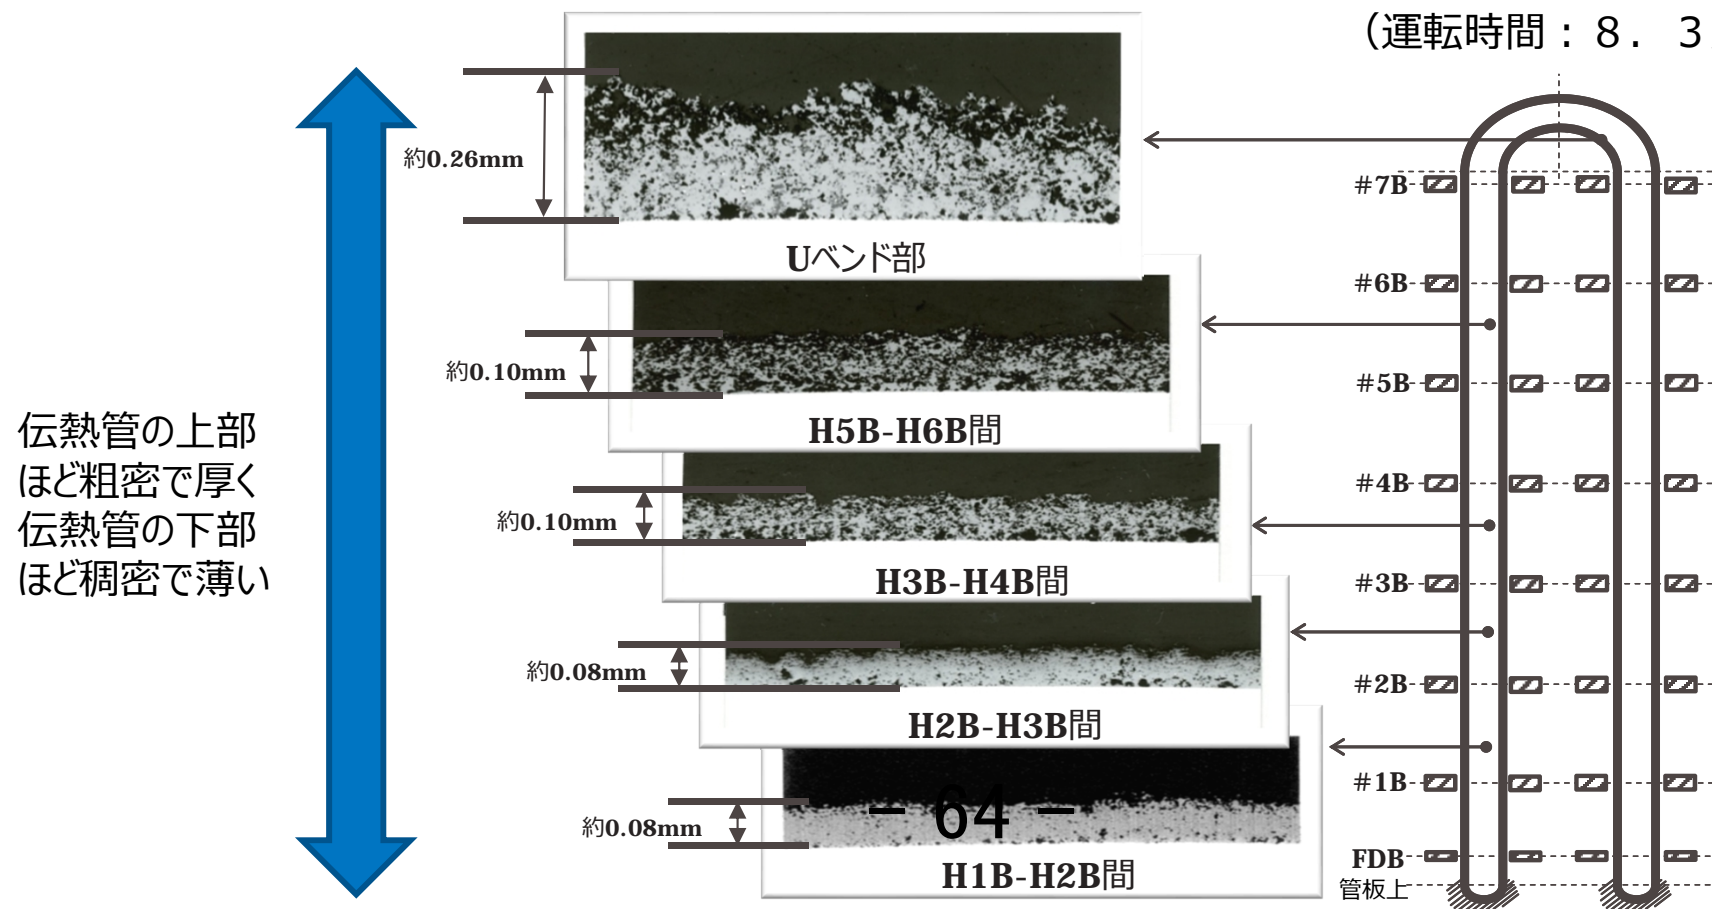 （運転時間：８．３
約0.26mm
Uベンド部
約0.10mm
H5B-H6B間
伝熱管の上部
ほど粗密で厚く
伝熱管の下部
ほど稠密で薄い
約0.10mm
H3B-H4B間
約0.08mm
H2B-H3B間
約0.08mm
− 64 −
H1B-H2B間
#7B
#6B
#5B
#4B
#3B
#2B
#1B
FDB
管板上